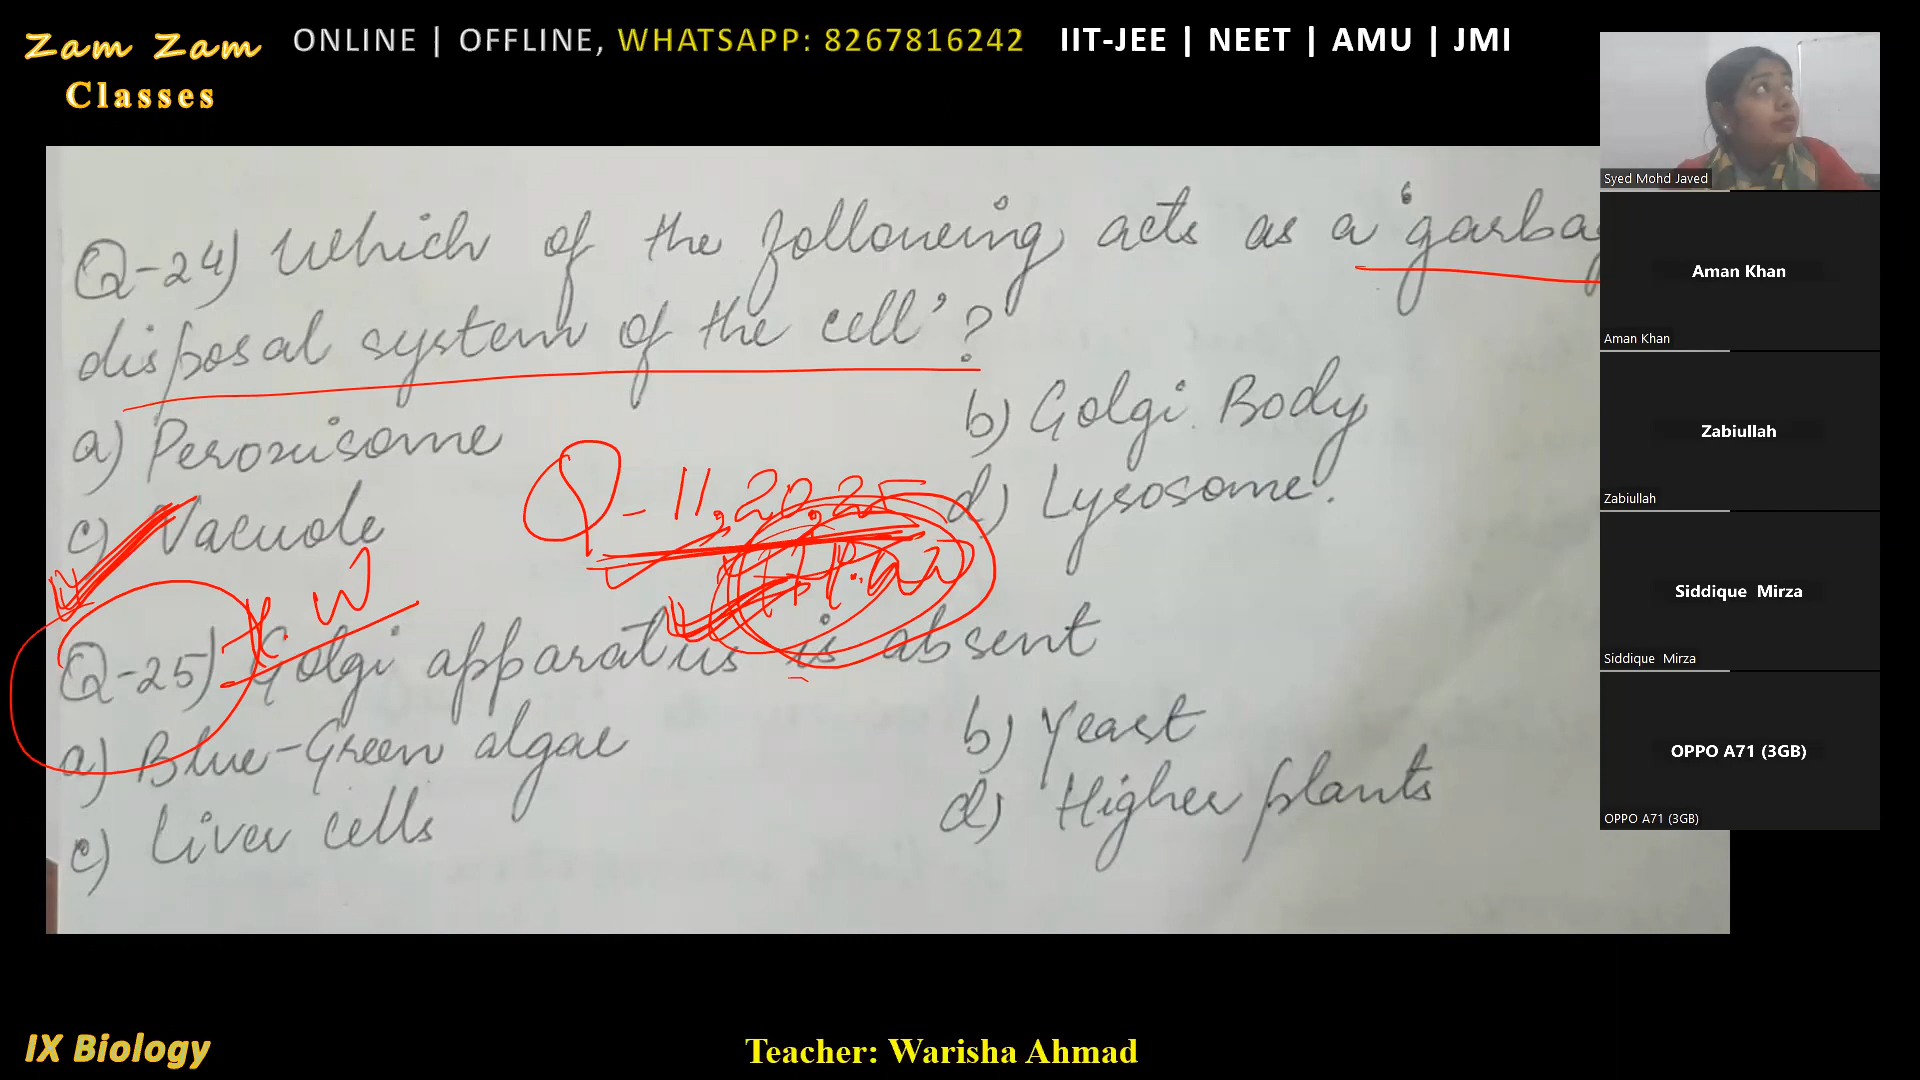 Zam Zam
Classes
ONLINE | OFFLINE, WHATSAPP: 8267816242 IIT-JEE | NEET | AMU | JMI
Q-24) Which of the following acts as a 'garbag
disposal system of the cell'?
a) Peroxisome
b) Golgi Body
c) Vacuole
d) Lysosome.
Q-11,20,25
H.W
H.W
Q-25) Golgi apparatus is absent
a) Blue-Green algae
b) Yeast
c) Liver cells
d) Higher plants
Syed Mohd Javed
Aman Khan
Aman Khan
Zabiullah
Zabiullah
Siddique Mirza
Siddique Mirza
OPPO A71 (3GB)
OPPO A71 (3GB)
IX Biology
Teacher: Warisha Ahmad